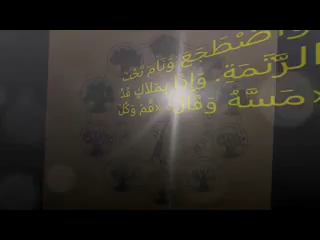 وَاضْطَجَعَ وَنَامَ تَحْتَ
الرَّتَمَةِ. وَإِذَا بِمَلَاكٍ قَدْ
مَسَّهُ وَقَالَ: «قُمْ وَكُلْ